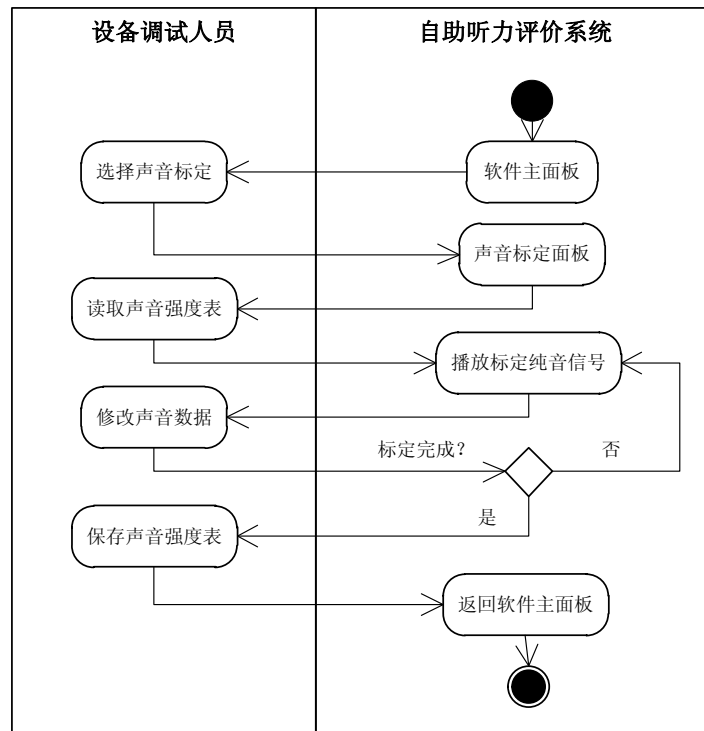 设备调试人员
自助听力评价系统
软件主面板
选择声音标定
声音标定面板
读取声音强度表
播放标定纯音信号
修改声音数据
标定完成？
否
是
保存声音强度表
返回软件主面板